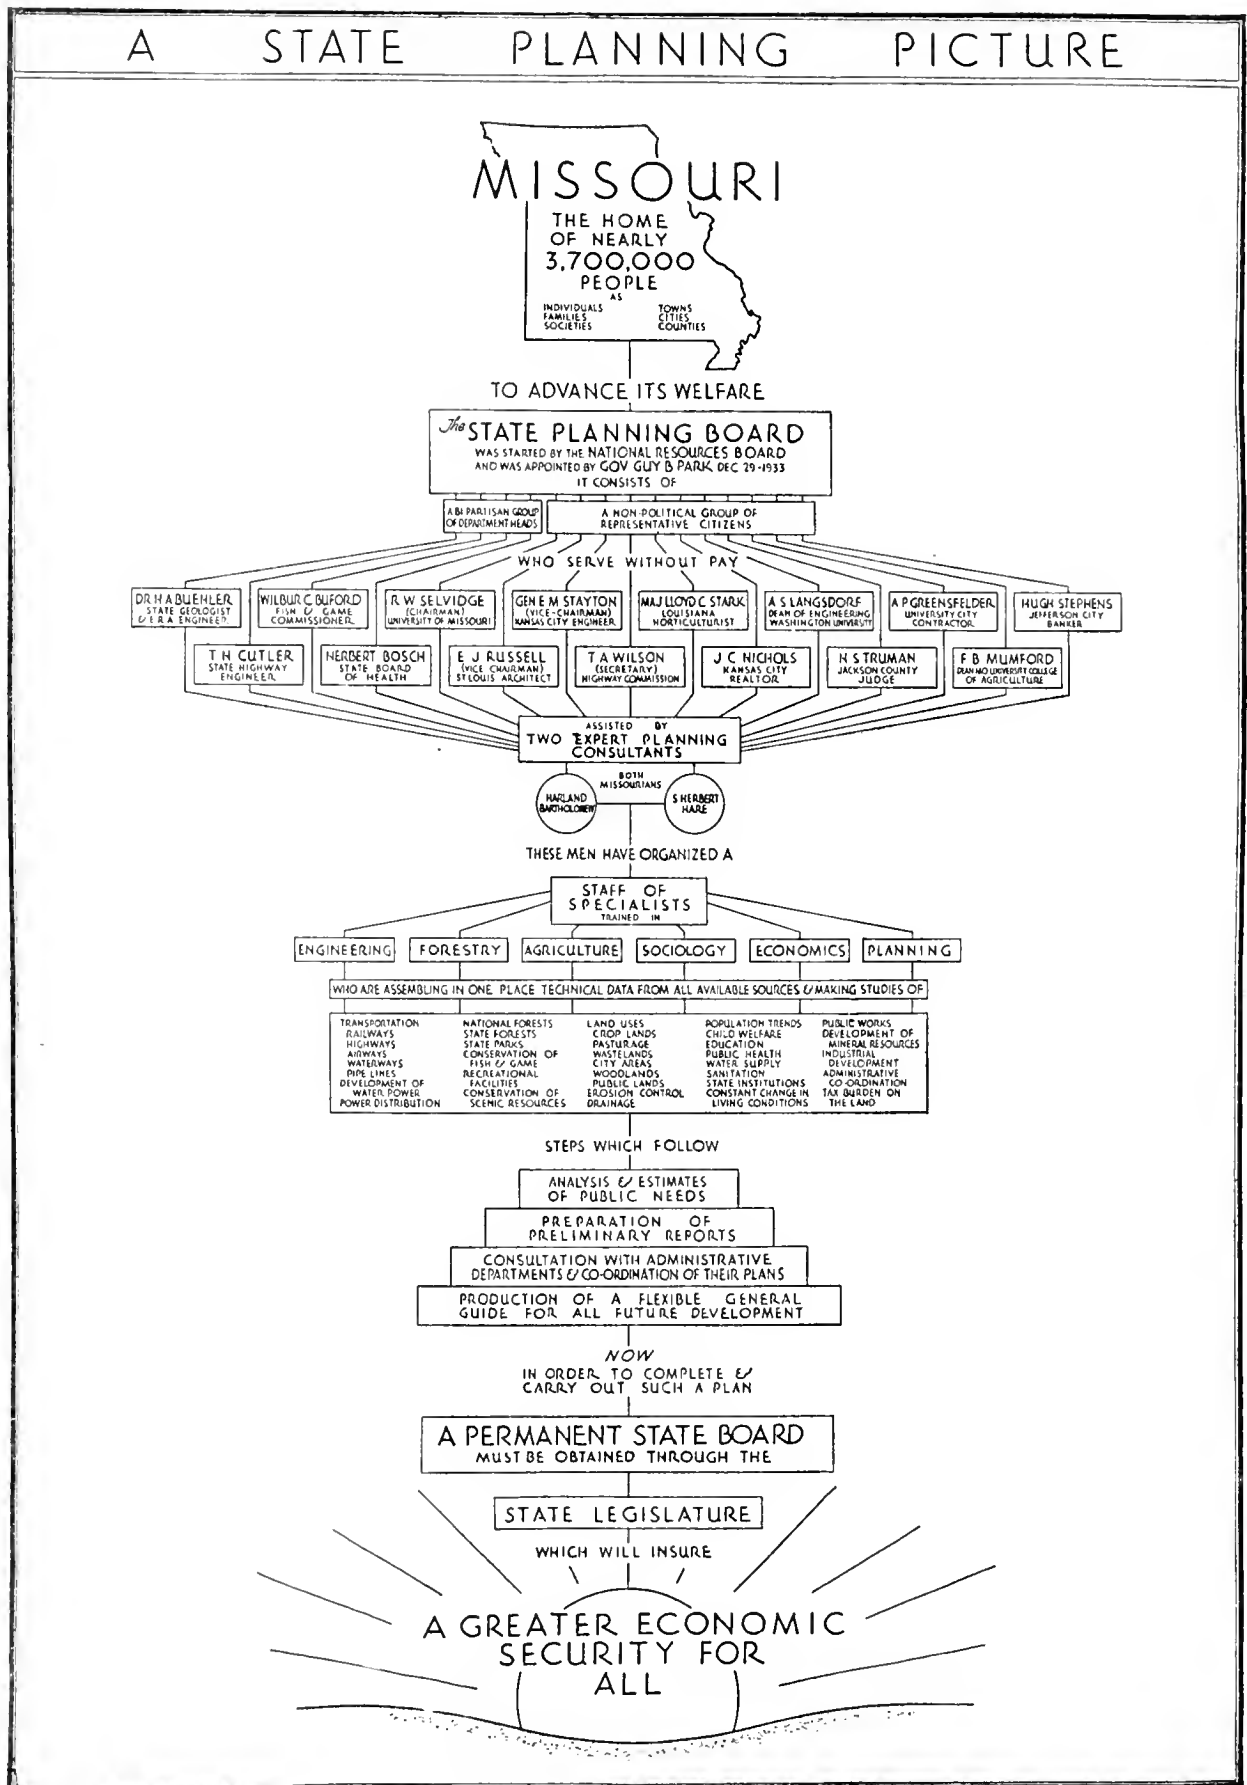 A STATE PLANNING PICTURE
MISSOURI
THE HOME
OF NEARLY
3,700,000
PEOPLE
AS
INDIVIDUALS
FAMILIES
SOCIETIES
TOWNS
CITIES
COUNTIES
TO ADVANCE ITS WELFARE
The STATE PLANNING BOARD
WAS STARTED BY THE NATIONAL RESOURCES BOARD
AND WAS APPOINTED BY GOV GUY B PARK DEC 29-1933
IT CONSISTS OF
A BI PARTISAN GROUP
OF DEPARTMENT HEADS
A NON-POLITICAL GROUP OF
REPRESENTATIVE CITIZENS
WHO SERVE WITHOUT PAY
DR H A BUEHLER
STATE GEOLOGIST
& E R A ENGINEER
WILBUR C BUFORD
FISH & GAME
COMMISSIONER
R W SELVIDGE
(CHAIRMAN)
UNIVERSITY OF MISSOURI
GEN E M STAYTON
(VICE-CHAIRMAN)
KANSAS CITY ENGINEER
MAJ LLOYD C STARK
LOUISIANA
HORTICULTURIST
A S LANGSDORF
DEAN OF ENGINEERING
WASHINGTON UNIVERSITY
A P GREENSFELDER
UNIVERSITY CITY
CONTRACTOR
HUGH STEPHENS
JEFFERSON CITY
BANKER
T H CUTLER
STATE HIGHWAY
ENGINEER
HERBERT BOSCH
STATE BOARD
OF HEALTH
E J RUSSELL
(VICE CHAIRMAN)
ST LOUIS ARCHITECT
T A WILSON
(SECRETARY)
HIGHWAY COMMISSION
J C NICHOLS
KANSAS CITY
REALTOR
H S TRUMAN
JACKSON COUNTY
JUDGE
F B MUMFORD
DEAN MO UNIVERSITY COLLEGE
OF AGRICULTURE
ASSISTED BY
TWO EXPERT PLANNING
CONSULTANTS
BOTH
MISSOURIANS
HARLAND
BARTHOLOMEW
S HERBERT
HARE
THESE MEN HAVE ORGANIZED A
STAFF OF
SPECIALISTS
TRAINED IN
ENGINEERING
FORESTRY
AGRICULTURE
SOCIOLOGY
ECONOMICS
PLANNING
WHO ARE ASSEMBLING IN ONE PLACE TECHNICAL DATA FROM ALL AVAILABLE SOURCES & MAKING STUDIES OF
TRANSPORTATION
RAILWAYS
HIGHWAYS
AIRWAYS
WATERWAYS
PIPE LINES
DEVELOPMENT OF
WATER POWER
POWER DISTRIBUTION
NATIONAL FORESTS
STATE FORESTS
STATE PARKS
CONSERVATION OF
FISH & GAME
RECREATIONAL
FACILITIES
CONSERVATION OF
SCENIC RESOURCES
LAND USES
CROP LANDS
PASTURAGE
WASTELANDS
CITY AREAS
WOODLANDS
PUBLIC LANDS
EROSION CONTROL
DRAINAGE
POPULATION TRENDS
CHILD WELFARE
EDUCATION
PUBLIC HEALTH
WATER SUPPLY
SANITATION
STATE INSTITUTIONS
CONSTANT CHANGE IN
LIVING CONDITIONS
PUBLIC WORKS
DEVELOPMENT OF
MINERAL RESOURCES
INDUSTRIAL
DEVELOPMENT
ADMINISTRATIVE
CO-ORDINATION
TAX BURDEN ON
THE LAND
STEPS WHICH FOLLOW
ANALYSIS & ESTIMATES
OF PUBLIC NEEDS
PREPARATION OF
PRELIMINARY REPORTS
CONSULTATION WITH ADMINISTRATIVE
DEPARTMENTS & CO-ORDINATION OF THEIR PLANS
PRODUCTION OF A FLEXIBLE GENERAL
GUIDE FOR ALL FUTURE DEVELOPMENT
NOW
IN ORDER TO COMPLETE &
CARRY OUT SUCH A PLAN
A PERMANENT STATE BOARD
MUST BE OBTAINED THROUGH THE
STATE LEGISLATURE
WHICH WILL INSURE
A GREATER ECONOMIC
SECURITY FOR
ALL